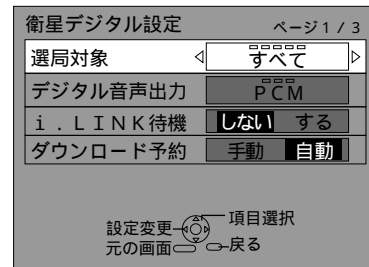 衛星デジタル設定 ページ1/3
選局対象 すべて
デジタル音声出力 PCM
i.LINK待機 しない する
ダウンロード予約 手動 自動
設定変更 項目選択
元の画面 戻る